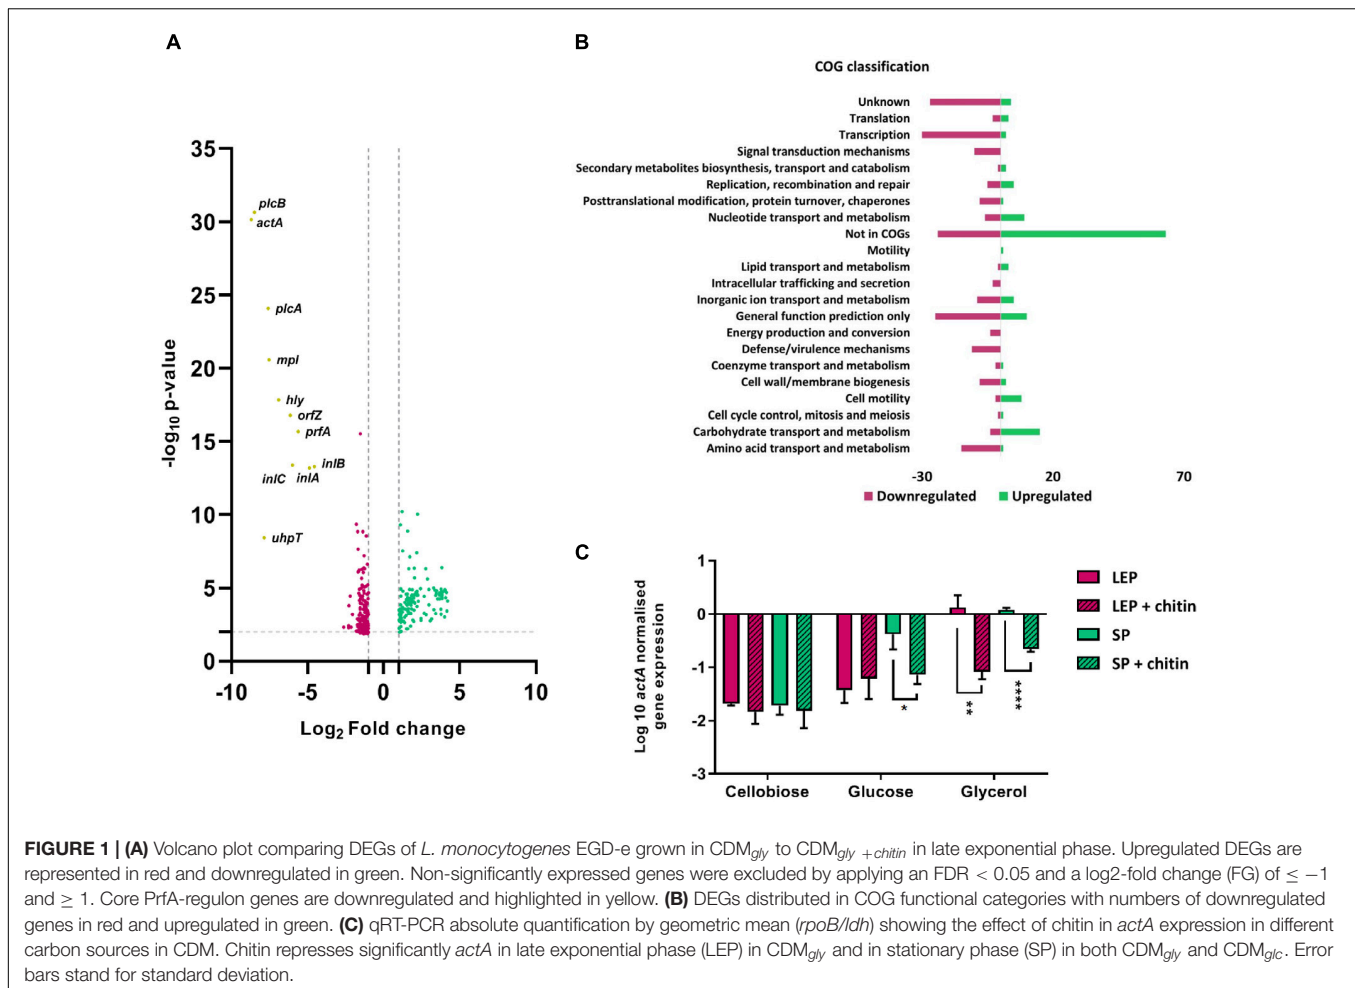 A
35
30
25
20
15
10
5
0
-log10 p-value
plcB
actA
plcA
mpl
hly
orfZ
prfA
inlB
inlC
inlA
uhpT
-10
-5
0
5
10
Log2 Fold change
B
COG classification
Unknown
Translation
Transcription
Signal transduction mechanisms
Secondary metabolites biosynthesis, transport and catabolism
Replication, recombination and repair
Posttranslational modification, protein turnover, chaperones
Nucleotide transport and metabolism
Not in COGs
Motility
Lipid transport and metabolism
Intracellular trafficking and secretion
Inorganic ion transport and metabolism
General function prediction only
Energy production and conversion
Defense/virulence mechanisms
Coenzyme transport and metabolism
Cell wall/membrane biogenesis
Cell motility
Cell cycle control, mitosis and meiosis
Carbohydrate transport and metabolism
Amino acid transport and metabolism
-30
20
70
Downregulated
Upregulated
C
Log 10 actA normalised
gene expression
1
0
-1
-2
-3
*
**
****
Cellobiose
Glucose
Glycerol
LEP
LEP + chitin
SP
SP + chitin
FIGURE 1 | (A) Volcano plot comparing DEGs of L. monocytogenes EGD-e grown in CDMgly to CDMgly +chitin in late exponential phase. Upregulated DEGs are
represented in red and downregulated in green. Non-significantly expressed genes were excluded by applying an FDR < 0.05 and a log2-fold change (FG) of ≤ −1
and ≥ 1. Core PrfA-regulon genes are downregulated and highlighted in yellow. (B) DEGs distributed in COG functional categories with numbers of downregulated
genes in red and upregulated in green. (C) qRT-PCR absolute quantification by geometric mean (rpoB/ldh) showing the effect of chitin in actA expression in different
carbon sources in CDM. Chitin represses significantly actA in late exponential phase (LEP) in CDMgly and in stationary phase (SP) in both CDMgly and CDMglc. Error
bars stand for standard deviation.